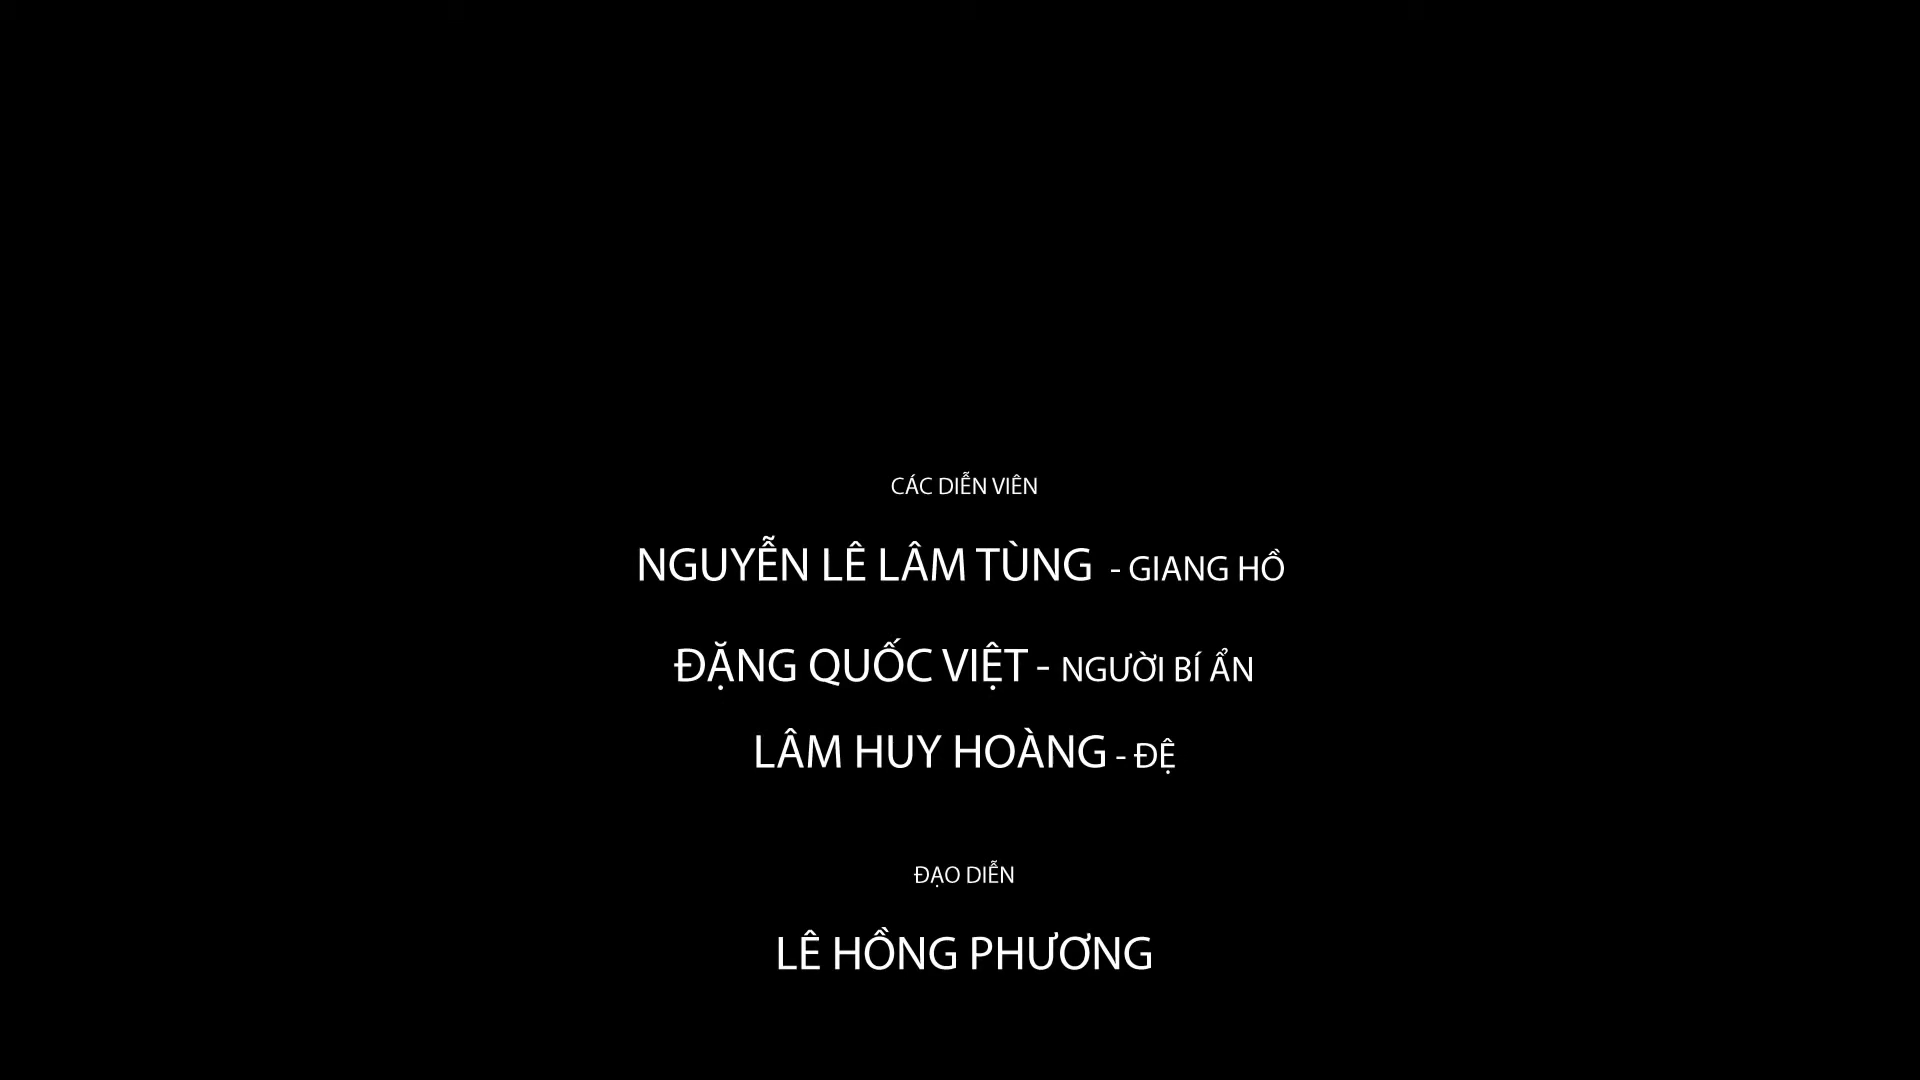 CÁC DIỄN VIÊN
NGUYỄN LÊ LÂM TÙNG - GIANG HỒ
ĐẶNG QUỐC VIỆT - NGƯỜI BÍ ẨN
LÂM HUY HOÀNG - ĐỆ
ĐẠO DIỄN
LÊ HỒNG PHƯƠNG